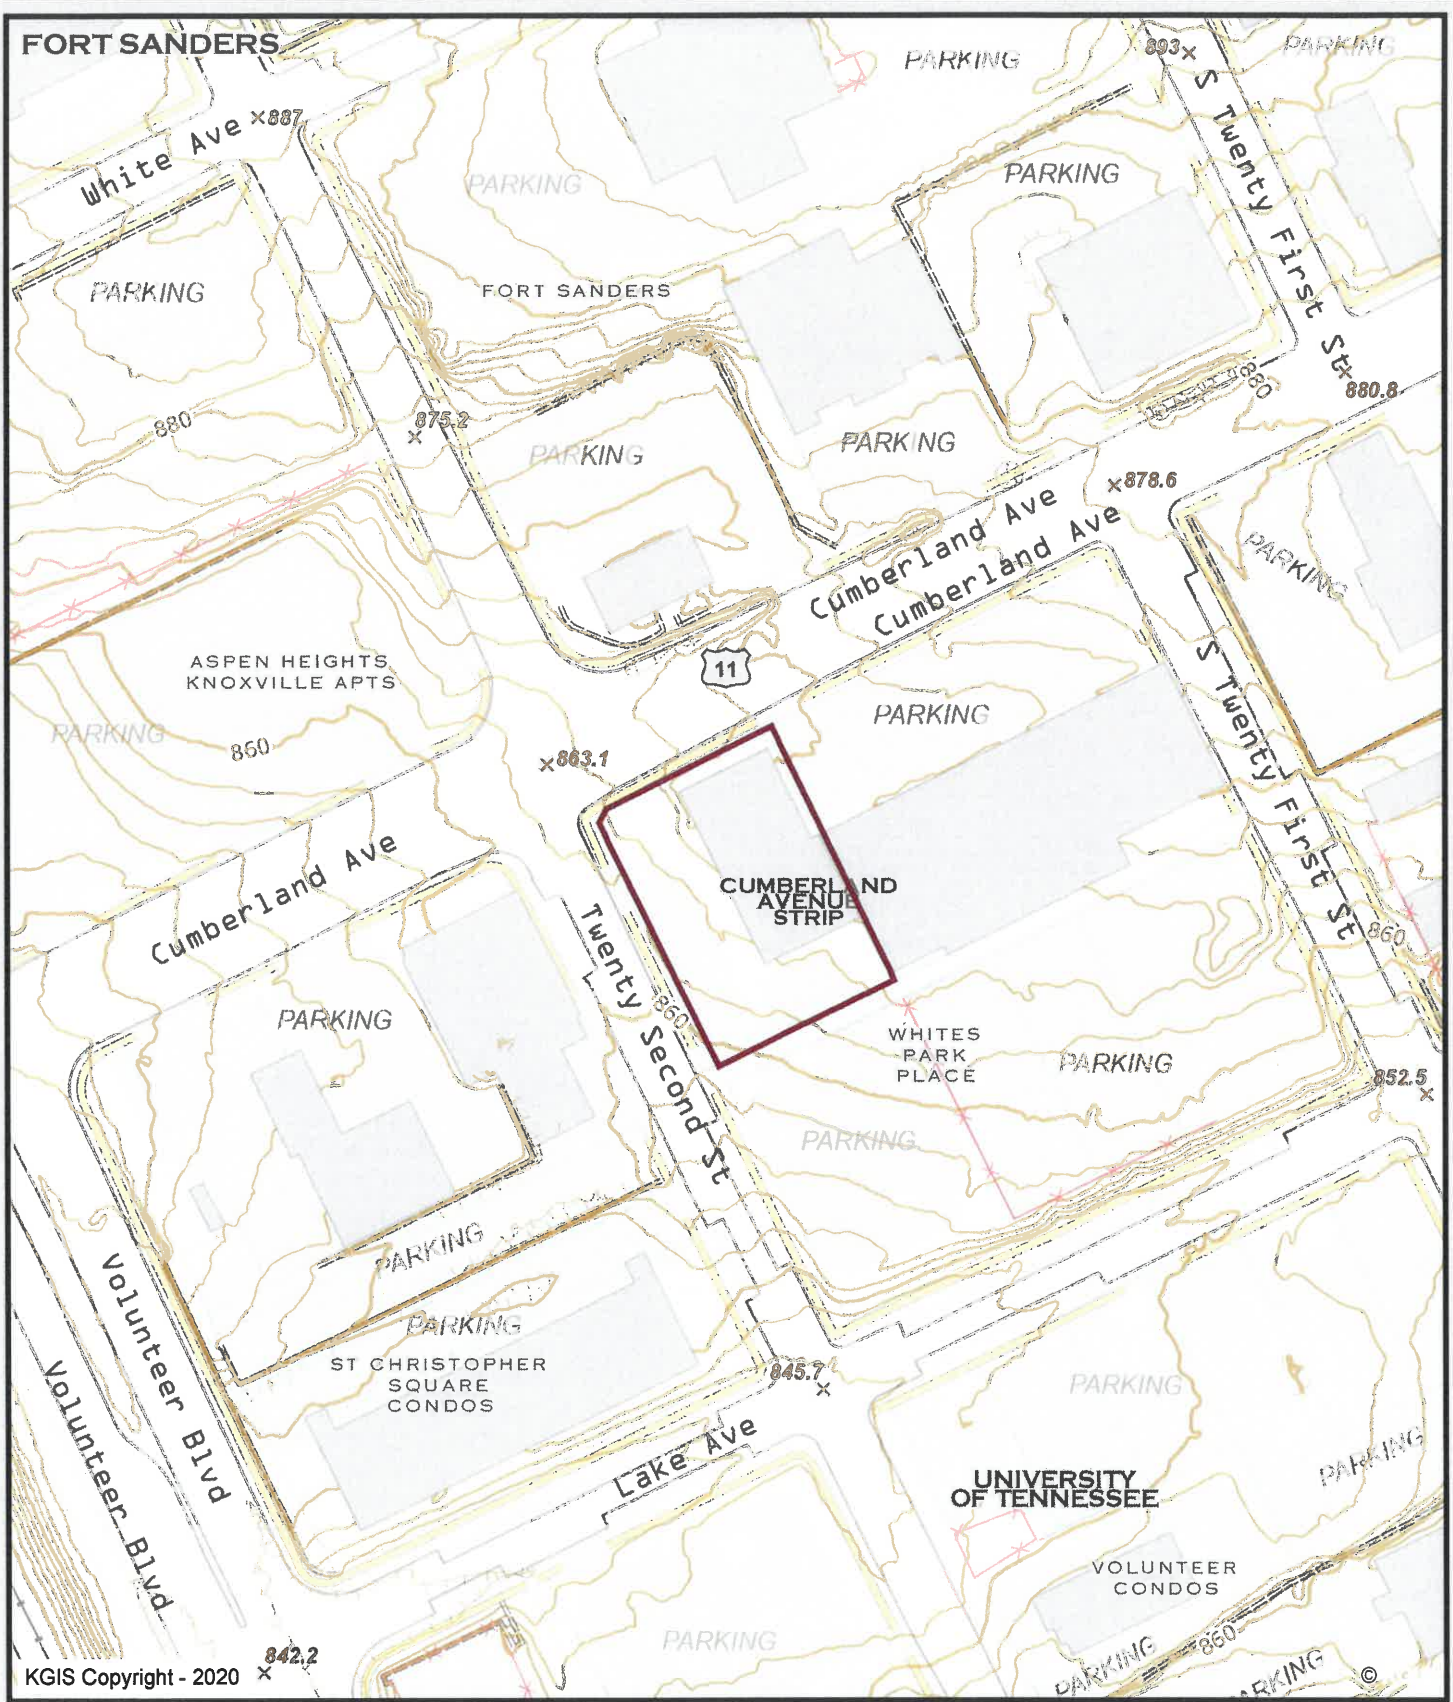 FORT SANDERS
PARKING
893
PARKING
S Twenty First St
White Ave
887
PARKING
PARKING
PARKING
FORT SANDERS
880
880.8
880
875.2
PARKING
PARKING
878.6
Cumberland Ave
Cumberland Ave
PARKING
S Twenty First St
ASPEN HEIGHTS
KNOXVILLE APTS
11
PARKING
PARKING
860
863.1
Cumberland Ave
CUMBERLAND
AVENUE
STRIP
Twenty Second St
860
860
PARKING
WHITES
PARK
PLACE
PARKING
852.5
PARKING
PARKING
Volunteer Blvd
Volunteer Blvd
PARKING
ST CHRISTOPHER
SQUARE
CONDOS
845.7
PARKING
Lake Ave
PARKING
UNIVERSITY
OF TENNESSEE
VOLUNTEER
CONDOS
PARKING
860
PARKING
842.2
KGIS Copyright - 2020
ARKING
©